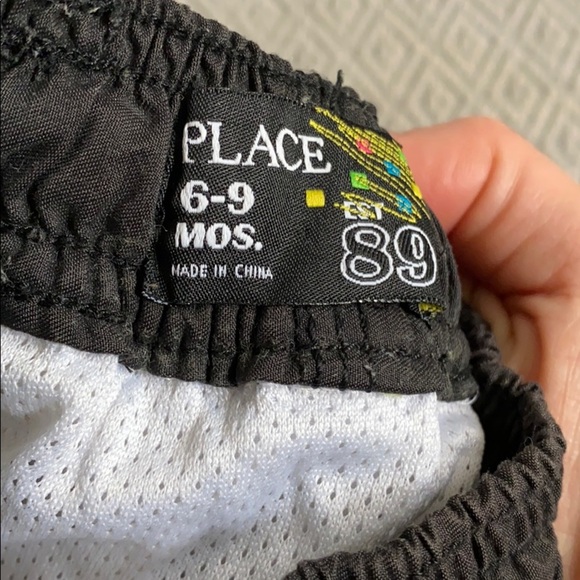 PLACE
6-9
MOS.
MADE IN CHINA
EST
89